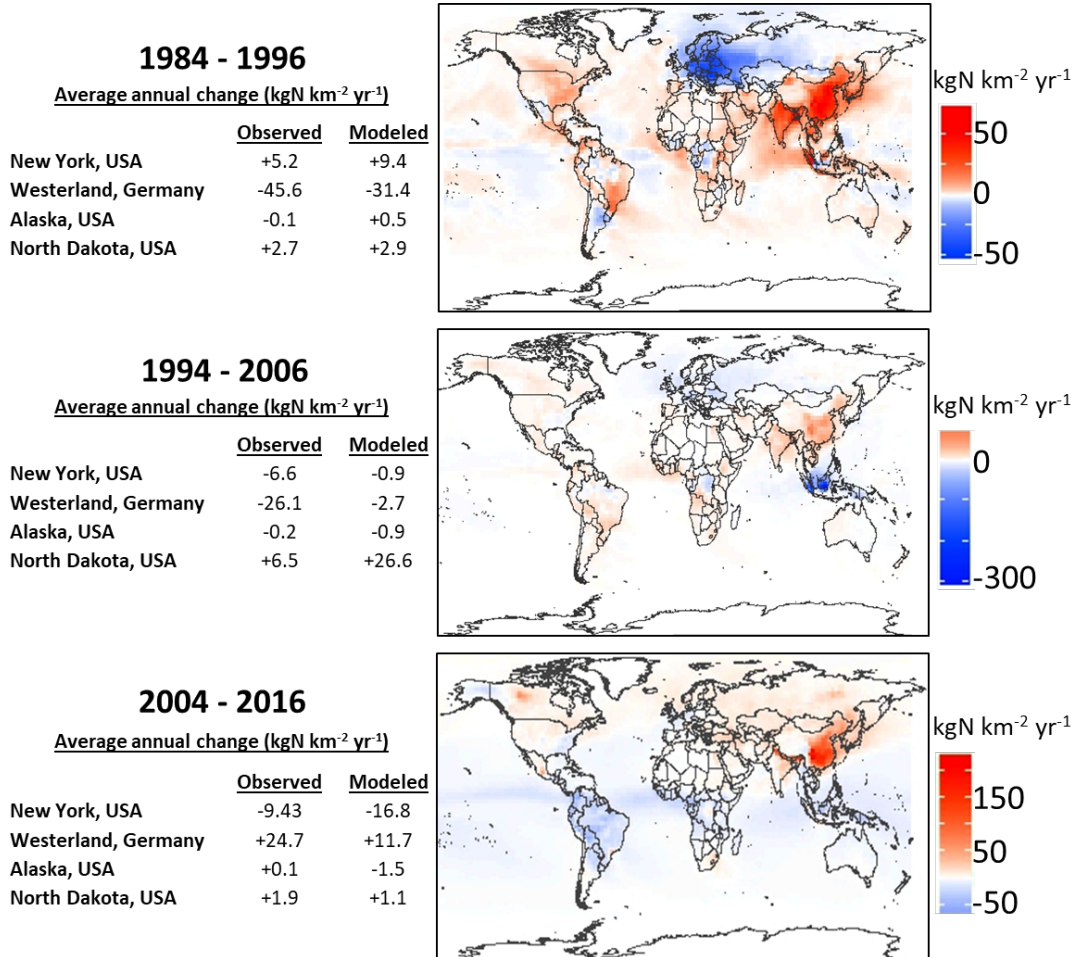 1984 - 1996
Average annual change (kgN km-2 yr-1)
Observed Modeled
New York, USA +5.2 +9.4
Westerland, Germany -45.6 -31.4
Alaska, USA -0.1 +0.5
North Dakota, USA +2.7 +2.9
kgN km-2 yr-1
50
0
-50
1994 - 2006
Average annual change (kgN km-2 yr-1)
Observed Modeled
New York, USA -6.6 -0.9
Westerland, Germany -26.1 -2.7
Alaska, USA -0.2 -0.9
North Dakota, USA +6.5 +26.6
kgN km-2 yr-1
0
-300
2004 - 2016
Average annual change (kgN km-2 yr-1)
Observed Modeled
New York, USA -9.43 -16.8
Westerland, Germany +24.7 +11.7
Alaska, USA +0.1 -1.5
North Dakota, USA +1.9 +1.1
kgN km-2 yr-1
150
50
-50